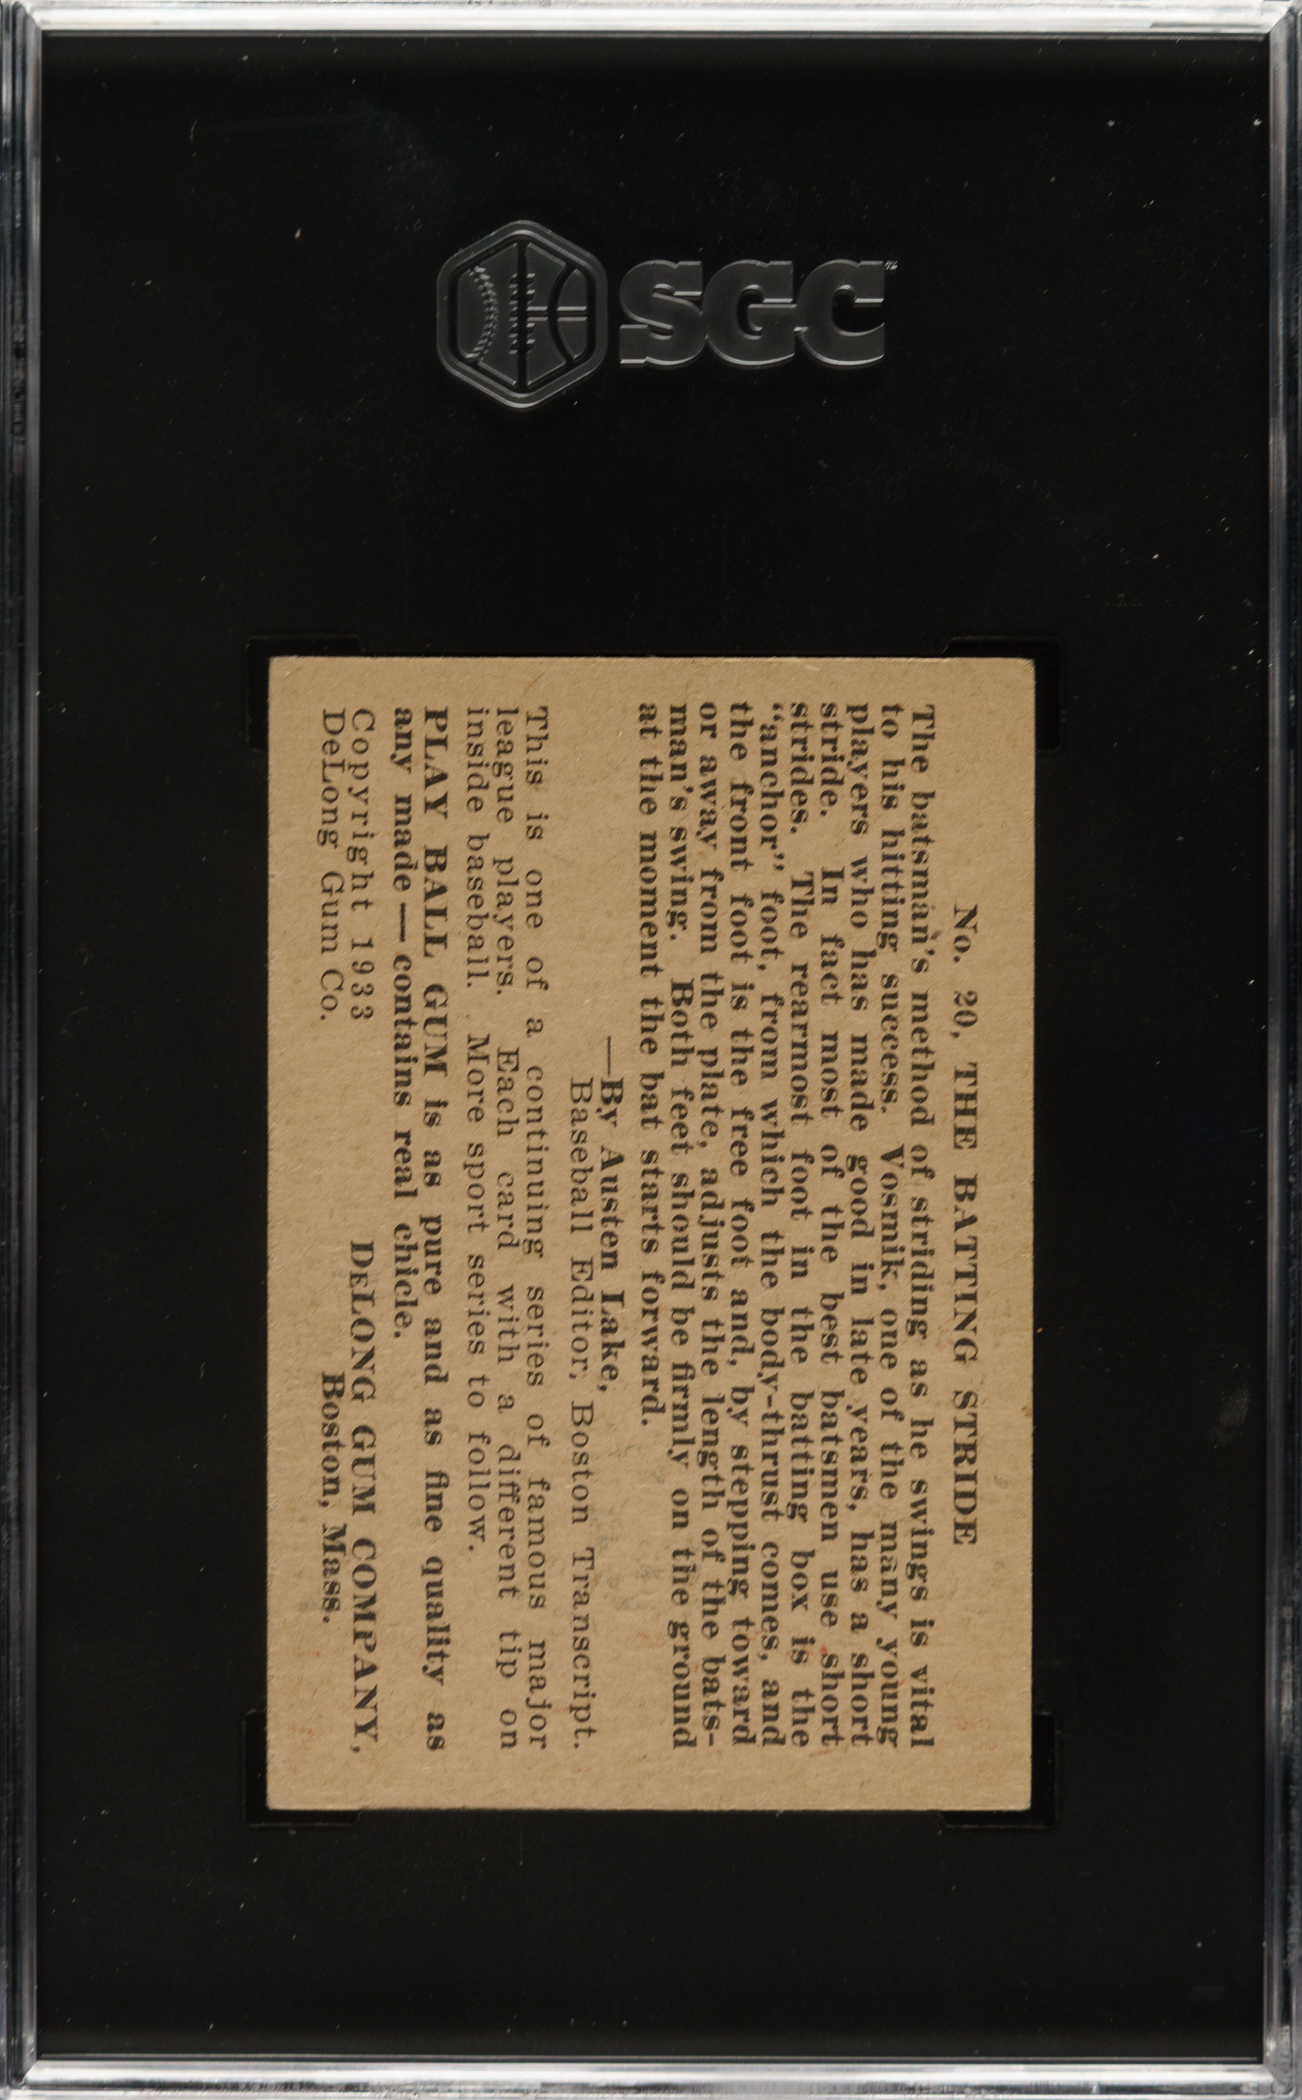 SGC
No. 20, THE BATTING STRIDE
The batsman's method of striding as he swings is vital
to his hitting success. Vosmik, one of the many young
players who has made good in late years, has a short
stride. In fact most of the best batsmen use short
strides. The rearmost foot in the batting box is the
"anchor" foot, from which the body-thrust comes, and
the front foot is the free foot and, by stepping toward
or away from the plate, adjusts the length of the bats-
man's swing. Both feet should be firmly on the ground
at the moment the bat starts forward.
—By Austen Lake,
Baseball Editor, Boston Transcript.
This is one of a continuing series of famous major
league players. Each card with a different tip on
inside baseball. More sport series to follow.
PLAY BALL GUM is as pure and as fine quality as
any made — contains real chicle.
Copyright 1933 DELONG GUM COMPANY,
DeLong Gum Co. Boston, Mass.